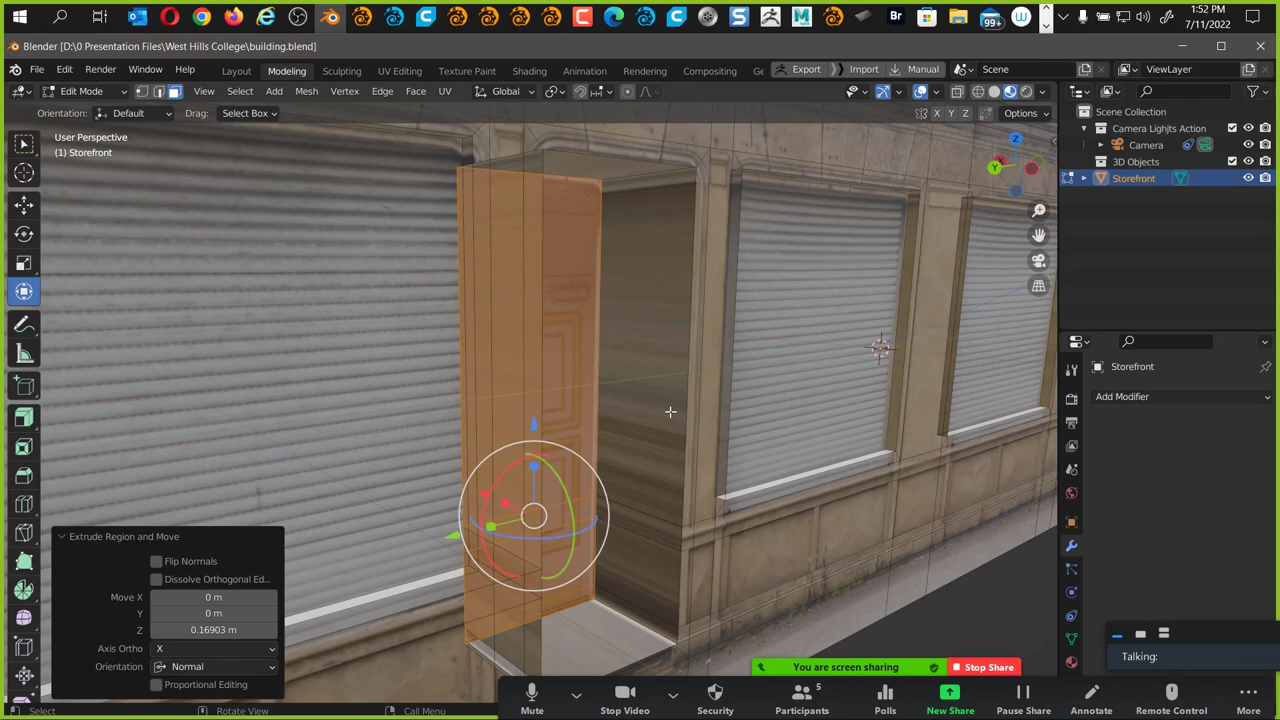 1:52 PM
99+
7/11/2022
Blender [D:\0 Presentation Files\West Hills College\building.blend]
File Edit Render Window Help Layout Modeling Sculpting UV Editing Texture Paint Shading Animation Rendering Compositing Ge Export Import Manual Scene ViewLayer
Edit Mode View Select Add Mesh Vertex Edge Face UV Global
Orientation: Default Drag: Select Box X Y Z Options
User Perspective
(1) Storefront
Scene Collection
Camera Lights Action
Camera
3D Objects
Storefront
Storefront
Add Modifier
Extrude Region and Move
Flip Normals
Dissolve Orthogonal Ed...
Move X 0 m
Y 0 m
Z 0.16903 m
Axis Ortho X
Orientation Normal
Proportional Editing
Talking:
You are screen sharing Stop Share
Mute Stop Video Security Participants 5 Polls New Share Pause Share Annotate Remote Control More
Select Rotate View Call Menu